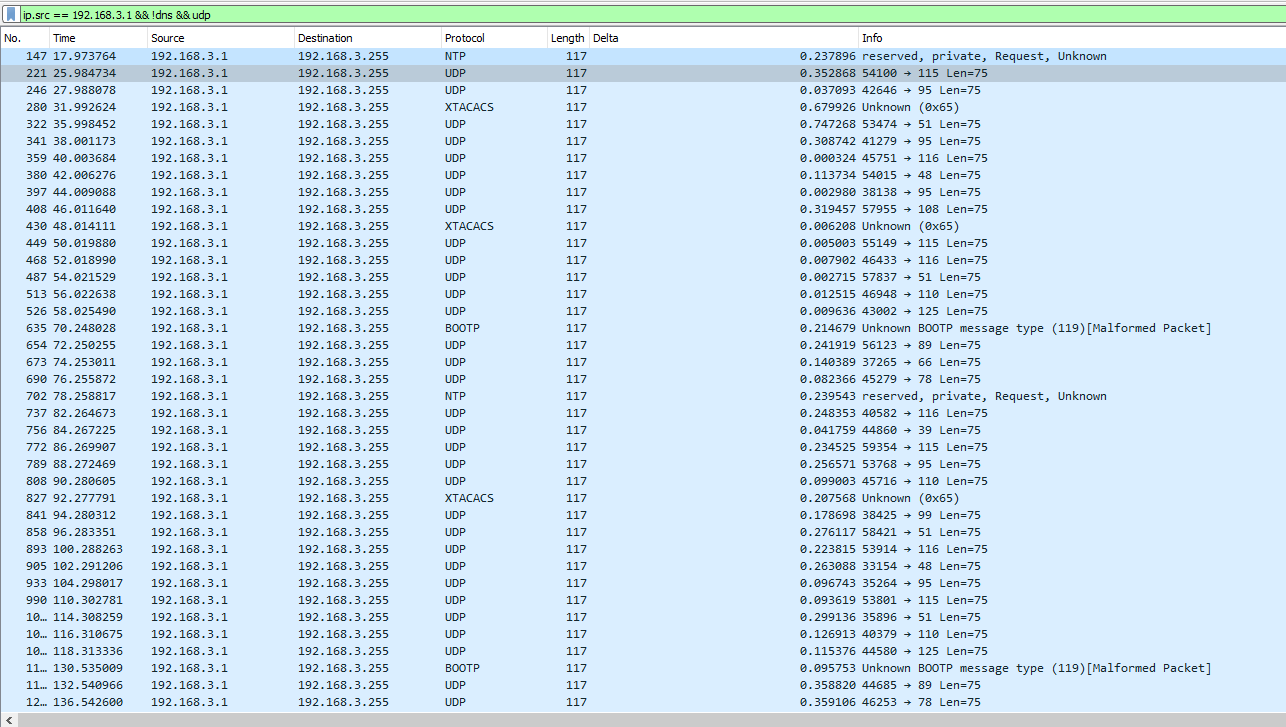 ip.src == 192.168.3.1 && !dns && udp
No. Time Source Destination Protocol Length Delta Info
147 17.973764 192.168.3.1 192.168.3.255 NTP 117 0.237896 reserved, private, Request, Unknown
221 25.984734 192.168.3.1 192.168.3.255 UDP 117 0.352868 54100 → 115 Len=75
246 27.988078 192.168.3.1 192.168.3.255 UDP 117 0.037093 42646 → 95 Len=75
280 31.992624 192.168.3.1 192.168.3.255 XTACACS 117 0.679926 Unknown (0x65)
322 35.998452 192.168.3.1 192.168.3.255 UDP 117 0.747268 53474 → 51 Len=75
341 38.001173 192.168.3.1 192.168.3.255 UDP 117 0.308742 41279 → 95 Len=75
359 40.003684 192.168.3.1 192.168.3.255 UDP 117 0.000324 45751 → 116 Len=75
380 42.006276 192.168.3.1 192.168.3.255 UDP 117 0.113734 54015 → 48 Len=75
397 44.009088 192.168.3.1 192.168.3.255 UDP 117 0.002980 38138 → 95 Len=75
408 46.011640 192.168.3.1 192.168.3.255 UDP 117 0.319457 57955 → 108 Len=75
430 48.014111 192.168.3.1 192.168.3.255 XTACACS 117 0.006208 Unknown (0x65)
449 50.019880 192.168.3.1 192.168.3.255 UDP 117 0.005003 55149 → 115 Len=75
468 52.018990 192.168.3.1 192.168.3.255 UDP 117 0.007902 46433 → 116 Len=75
487 54.021529 192.168.3.1 192.168.3.255 UDP 117 0.002715 57837 → 51 Len=75
513 56.022638 192.168.3.1 192.168.3.255 UDP 117 0.012515 46948 → 110 Len=75
526 58.025490 192.168.3.1 192.168.3.255 UDP 117 0.009636 43002 → 125 Len=75
635 70.248028 192.168.3.1 192.168.3.255 BOOTP 117 0.214679 Unknown BOOTP message type (119)[Malformed Packet]
654 72.250255 192.168.3.1 192.168.3.255 UDP 117 0.241919 56123 → 89 Len=75
673 74.253011 192.168.3.1 192.168.3.255 UDP 117 0.140389 37265 → 66 Len=75
690 76.255872 192.168.3.1 192.168.3.255 UDP 117 0.082366 45279 → 78 Len=75
702 78.258817 192.168.3.1 192.168.3.255 NTP 117 0.239543 reserved, private, Request, Unknown
737 82.264673 192.168.3.1 192.168.3.255 UDP 117 0.248353 40582 → 116 Len=75
756 84.267225 192.168.3.1 192.168.3.255 UDP 117 0.041759 44860 → 39 Len=75
772 86.269907 192.168.3.1 192.168.3.255 UDP 117 0.234525 59354 → 115 Len=75
789 88.272469 192.168.3.1 192.168.3.255 UDP 117 0.256571 53768 → 95 Len=75
808 90.280605 192.168.3.1 192.168.3.255 UDP 117 0.099003 45716 → 110 Len=75
827 92.277791 192.168.3.1 192.168.3.255 XTACACS 117 0.207568 Unknown (0x65)
841 94.280312 192.168.3.1 192.168.3.255 UDP 117 0.178698 38425 → 99 Len=75
858 96.283351 192.168.3.1 192.168.3.255 UDP 117 0.276117 58421 → 51 Len=75
893 100.288263 192.168.3.1 192.168.3.255 UDP 117 0.223815 53914 → 116 Len=75
905 102.291206 192.168.3.1 192.168.3.255 UDP 117 0.263088 33154 → 48 Len=75
933 104.298017 192.168.3.1 192.168.3.255 UDP 117 0.096743 35264 → 95 Len=75
990 110.302781 192.168.3.1 192.168.3.255 UDP 117 0.093619 53801 → 115 Len=75
10… 114.308259 192.168.3.1 192.168.3.255 UDP 117 0.299136 35896 → 51 Len=75
10… 116.310675 192.168.3.1 192.168.3.255 UDP 117 0.126913 40379 → 110 Len=75
10… 118.313336 192.168.3.1 192.168.3.255 UDP 117 0.115376 44580 → 125 Len=75
11… 130.535009 192.168.3.1 192.168.3.255 BOOTP 117 0.095753 Unknown BOOTP message type (119)[Malformed Packet]
11… 132.540966 192.168.3.1 192.168.3.255 UDP 117 0.358820 44685 → 89 Len=75
12… 136.542600 192.168.3.1 192.168.3.255 UDP 117 0.359106 46253 → 78 Len=75